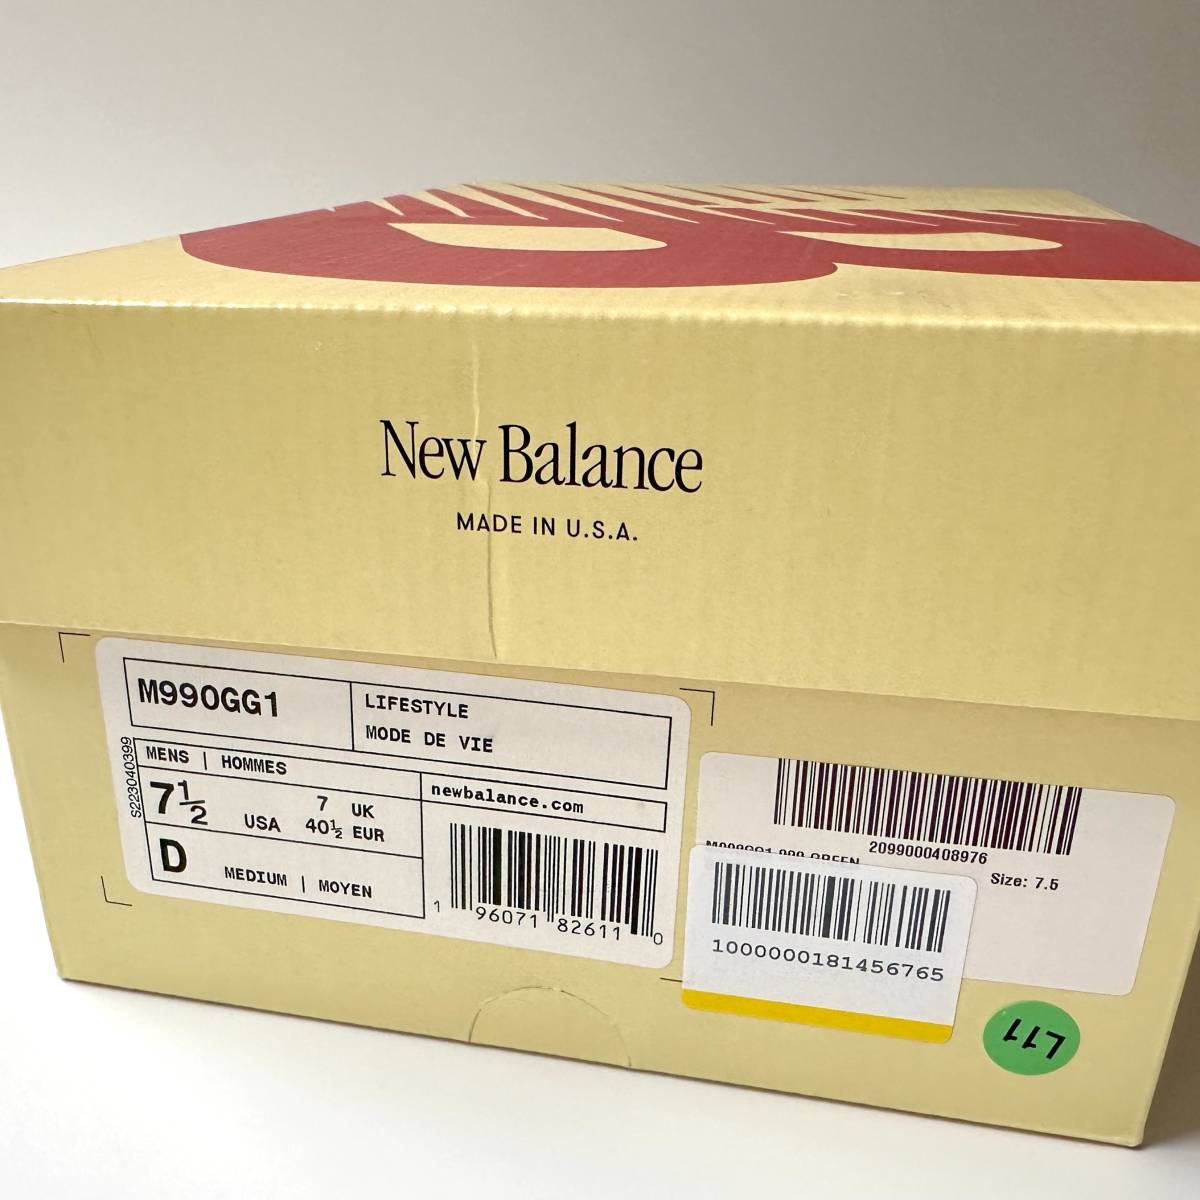 New Balance
MADE IN U.S.A.
M990GG1
LIFESTYLE
MODE DE VIE
S223040399
MENS | HOMMES
7½ USA
7 UK
40½ EUR
D
MEDIUM | MOYEN
newbalance.com
1 96071 82611 0
2099000408976
GREEN
Size: 7.5
1000000181456765
L11